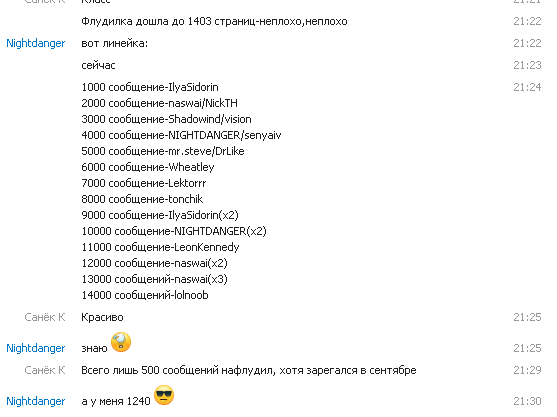 Санёк К Класс 21:21
Флудилка дошла до 1403 страниц-неплохо,неплохо 21:22
Nightdanger вот линейка: 21:22
сейчас 21:23
1000 сообщение-IlyaSidorin 21:24
2000 сообщение-naswai/NickTH
3000 сообщение-Shadowind/vision
4000 сообщение-NIGHTDANGER/senyaiv
5000 сообщение-mr.steve/DrLike
6000 сообщение-Wheatley
7000 сообщение-Lektorrr
8000 сообщение-tonchik
9000 сообщение-IlyaSidorin(x2)
10000 сообщение-NIGHTDANGER(x2)
11000 сообщение-LeonKennedy
12000 сообщение-naswai(x2)
13000 сообщений-naswai(x3)
14000 сообщений-lolnoob
Санёк К Красиво 21:25
Nightdanger знаю 21:25
Санёк К Всего лишь 500 сообщений нафлудил, хотя зарегался в сентябре 21:29
Nightdanger а у меня 1240 21:30